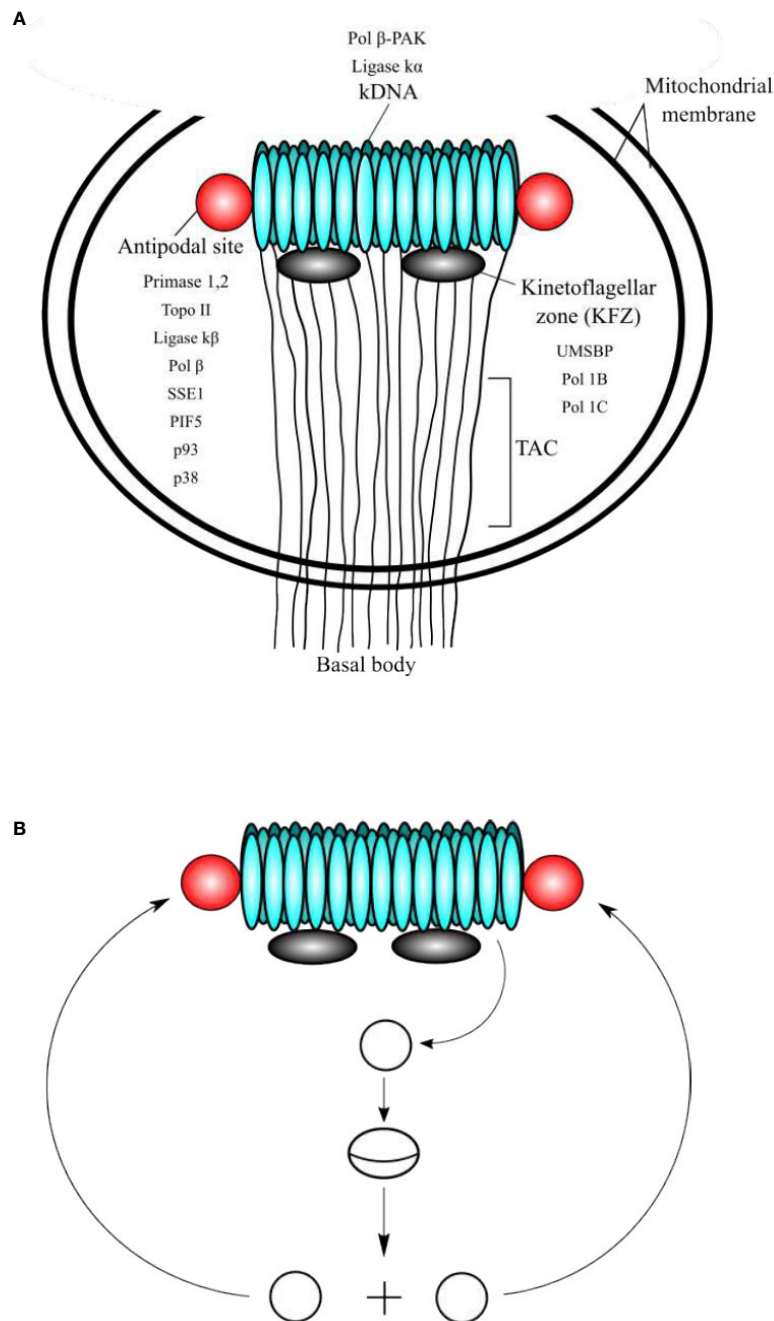 A
Pol β-PAK
Ligase kα
kDNA
Mitochondrial
membrane
Antipodal site
Primase 1,2
Topo II
Ligase kβ
Pol β
SSE1
PIF5
p93
p38
Kinetoflagellar
zone (KFZ)
UMSBP
Pol 1B
Pol 1C
TAC
Basal body
B
+